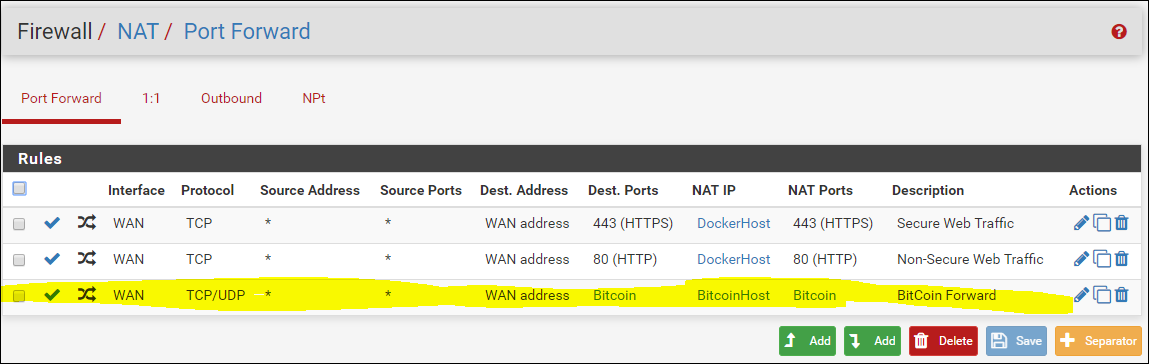 Firewall / NAT / Port Forward
Port Forward 1:1 Outbound NPt
Rules
Interface Protocol Source Address Source Ports Dest. Address Dest. Ports NAT IP NAT Ports Description Actions
WAN TCP * * WAN address 443 (HTTPS) DockerHost 443 (HTTPS) Secure Web Traffic
WAN TCP * * WAN address 80 (HTTP) DockerHost 80 (HTTP) Non-Secure Web Traffic
WAN TCP/UDP * * WAN address Bitcoin BitcoinHost Bitcoin BitCoin Forward
Add Add Delete Save Separator